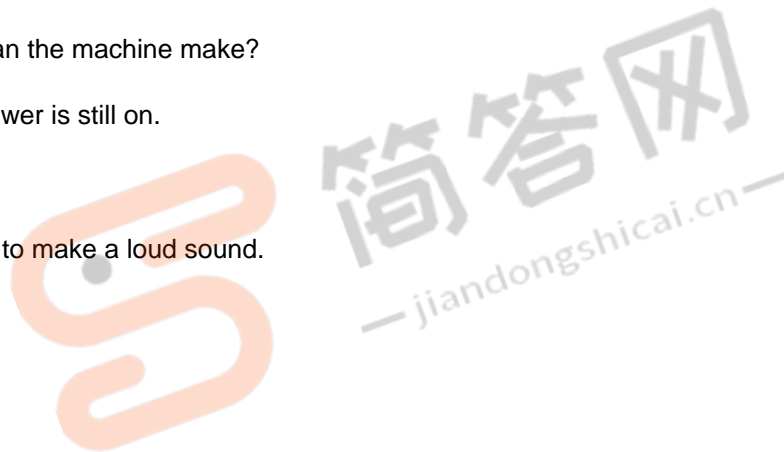 an the machine make?
wer is still on.
to make a loud sound.
简答网
jiandongshicai.cn